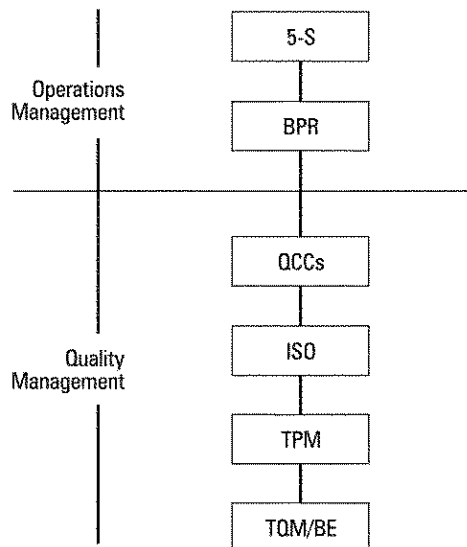 5-S
Operations
Management
BPR
QCCs
Quality
Management
ISO
TPM
TQM/BE